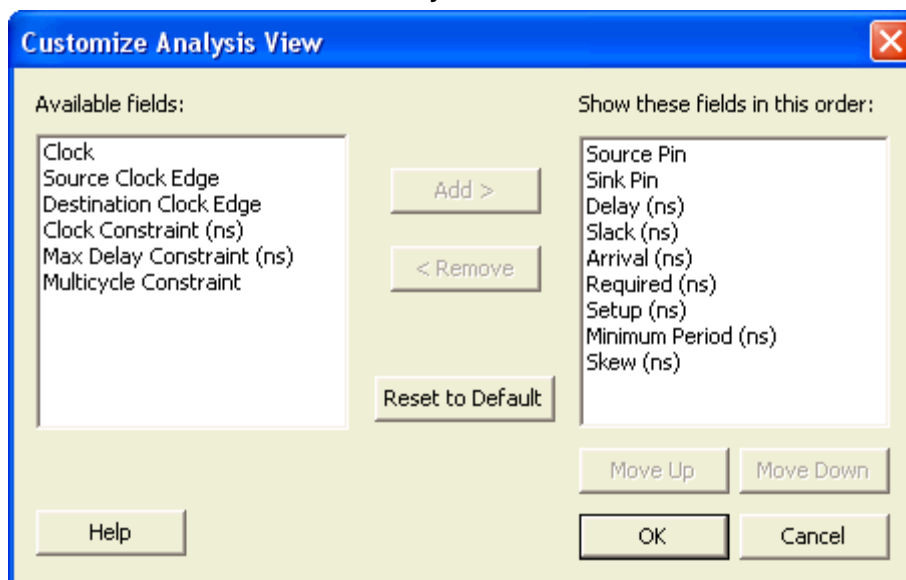 Customize Analysis View
Available fields:
Clock
Source Clock Edge
Destination Clock Edge
Clock Constraint (ns)
Max Delay Constraint (ns)
Multicycle Constraint
Add >
< Remove
Reset to Default
Show these fields in this order:
Source Pin
Sink Pin
Delay (ns)
Slack (ns)
Arrival (ns)
Required (ns)
Setup (ns)
Minimum Period (ns)
Skew (ns)
Move Up
Move Down
Help
OK
Cancel